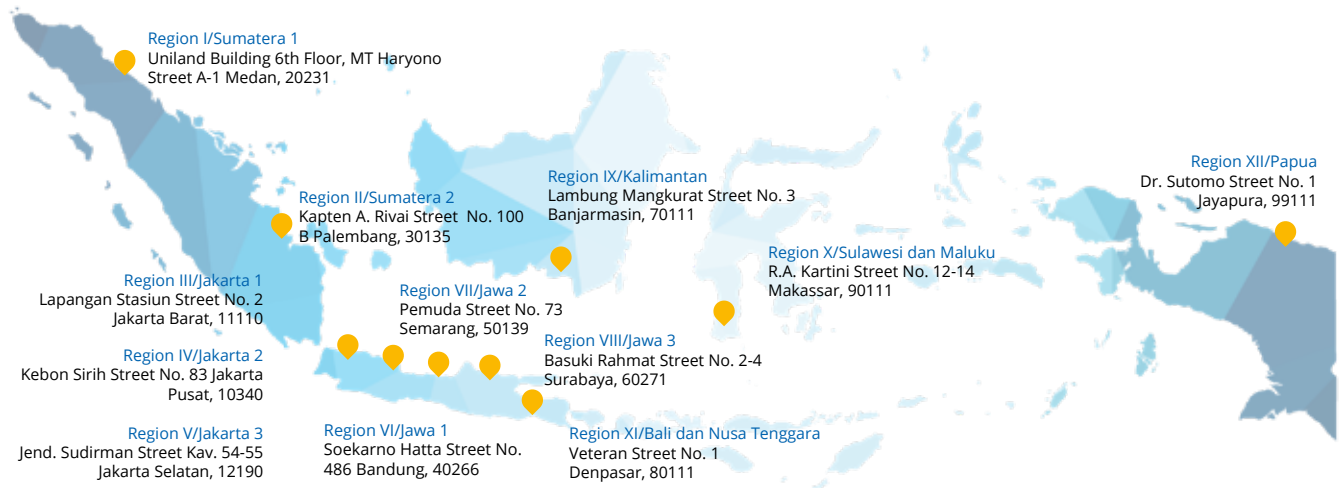 Region I/Sumatera 1
Uniland Building 6th Floor, MT Haryono
Street A-1 Medan, 20231
Region II/Sumatera 2
Kapten A. Rivai Street No. 100
B Palembang, 30135
Region III/Jakarta 1
Lapangan Stasiun Street No. 2
Jakarta Barat, 11110
Region IV/Jakarta 2
Kebon Sirih Street No. 83 Jakarta
Pusat, 10340
Region V/Jakarta 3
Jend. Sudirman Street Kav. 54-55
Jakarta Selatan, 12190
Region VI/Jawa 1
Soekarno Hatta Street No.
486 Bandung, 40266
Region VII/Jawa 2
Pemuda Street No. 73
Semarang, 50139
Region VIII/Jawa 3
Basuki Rahmat Street No. 2-4
Surabaya, 60271
Region IX/Kalimantan
Lambung Mangkurat Street No. 3
Banjarmasin, 70111
Region X/Sulawesi dan Maluku
R.A. Kartini Street No. 12-14
Makassar, 90111
Region XI/Bali dan Nusa Tenggara
Veteran Street No. 1
Denpasar, 80111
Region XII/Papua
Dr. Sutomo Street No. 1
Jayapura, 99111